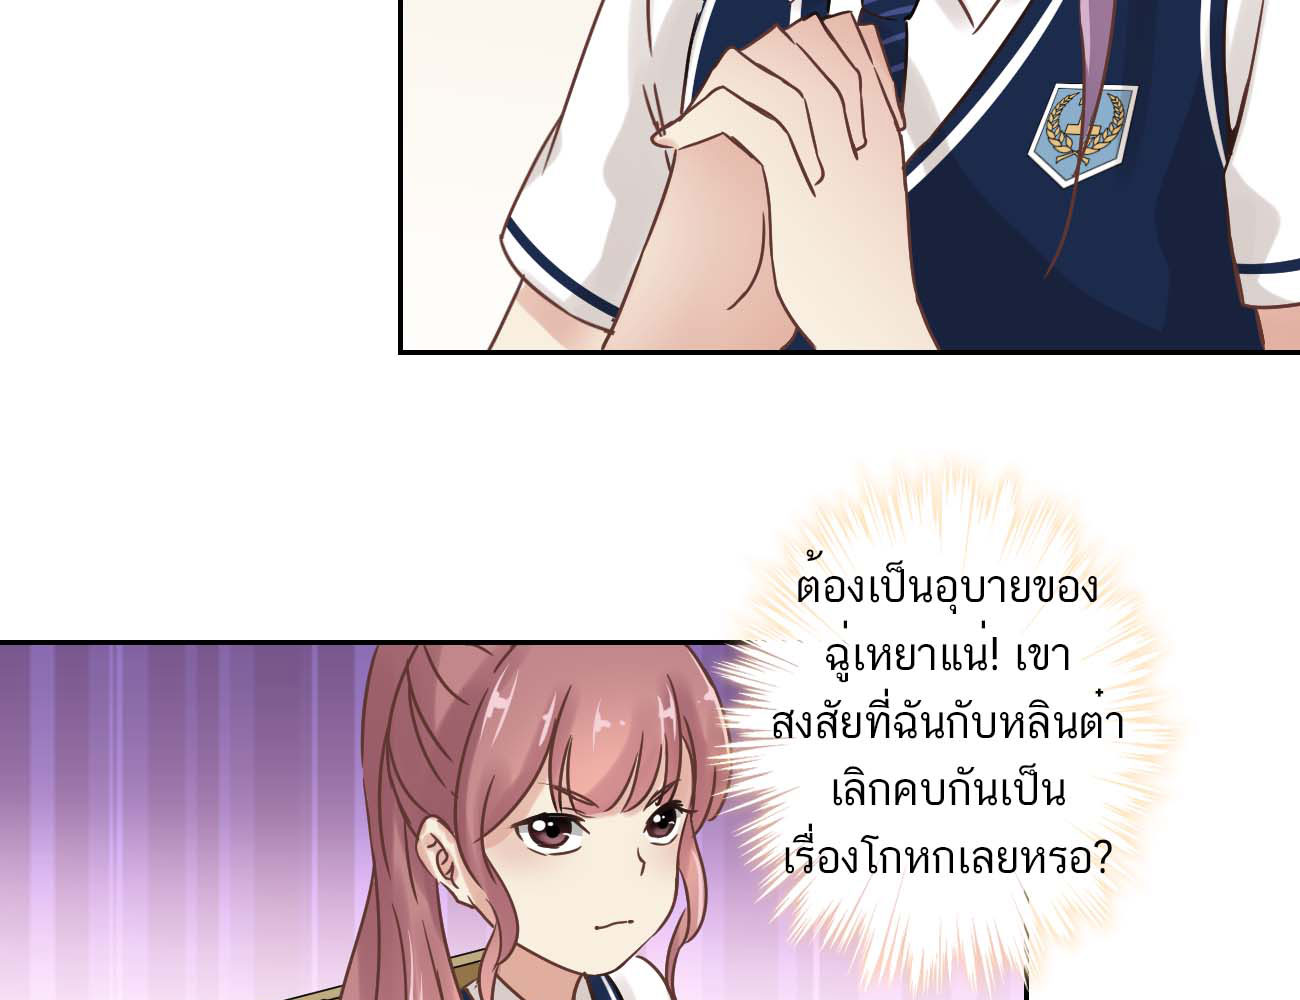 ต้องเป็นอุบายของ
ฉู่เหยาแน่! เขา
สงสัยที่ฉันกับหลินต๋า
เลิกคบกันเป็น
เรื่องโกหกเลยหรอ?